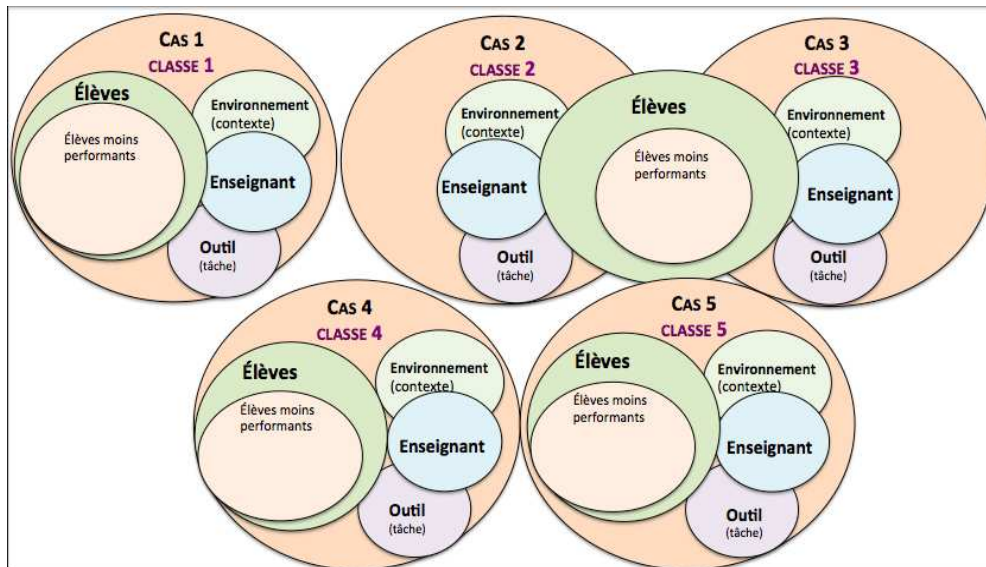 CAS 1
CLASSE 1
Élèves
Élèves moins
performants
Environnement
(contexte)
Enseignant
Outil
(tâche)
CAS 2
CLASSE 2
Environnement
(contexte)
Enseignant
Outil
(tâche)
Élèves
Élèves moins
performants
CAS 3
CLASSE 3
Environnement
(contexte)
Enseignant
Outil
(tâche)
CAS 4
CLASSE 4
Élèves
Élèves moins
performants
Environnement
(contexte)
Enseignant
Outil
(tâche)
CAS 5
CLASSE 5
Élèves
Élèves moins
performants
Environnement
(contexte)
Enseignant
Outil
(tâche)